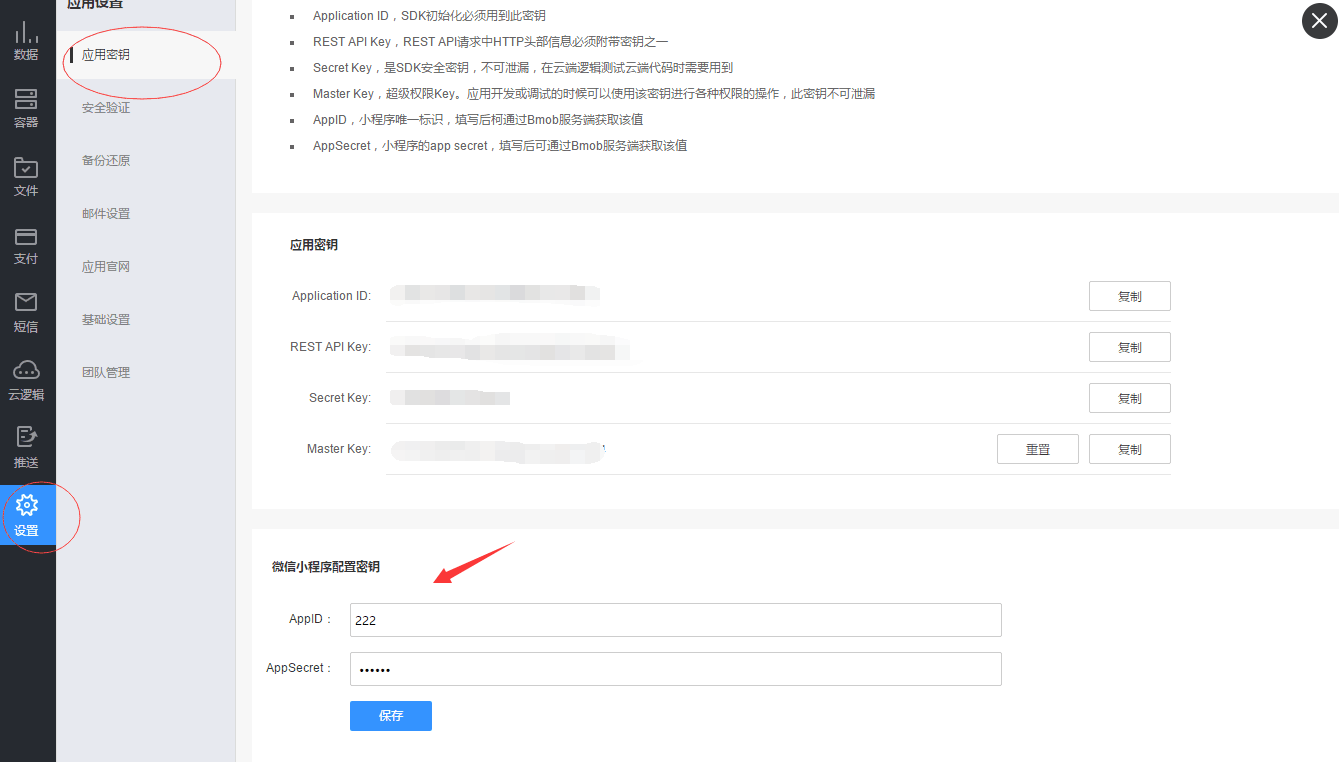 应用设置
数据
容器
文件
支付
短信
云逻辑
推送
设置
应用密钥
安全验证
备份还原
邮件设置
应用官网
基础设置
团队管理
Application ID，SDK初始化必须用到此密钥
REST API Key，REST API请求中HTTP头部信息必须附带密钥之一
Secret Key，是SDK安全密钥，不可泄漏，在云端逻辑测试云端代码时需要用到
Master Key，超级权限Key。应用开发或调试的时候可以使用该密钥进行各种权限的操作，此密钥不可泄漏
AppID，小程序唯一标识，填写后柯通过Bmob服务端获取该值
AppSecret，小程序的app secret，填写后可通过Bmob服务端获取该值
应用密钥
Application ID: 复制
REST API Key: 复制
Secret Key: 复制
Master Key: 重置 复制
微信小程序配置密钥
AppID： 222
AppSecret： ••••••
保存